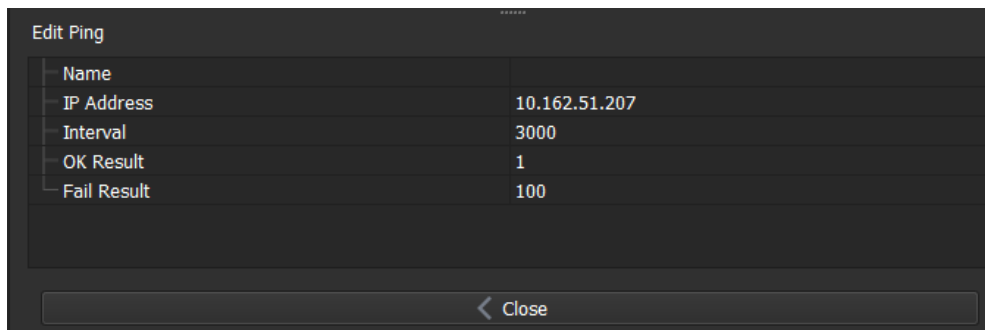 Edit Ping
Name
IP Address 10.162.51.207
Interval 3000
OK Result 1
Fail Result 100
Close